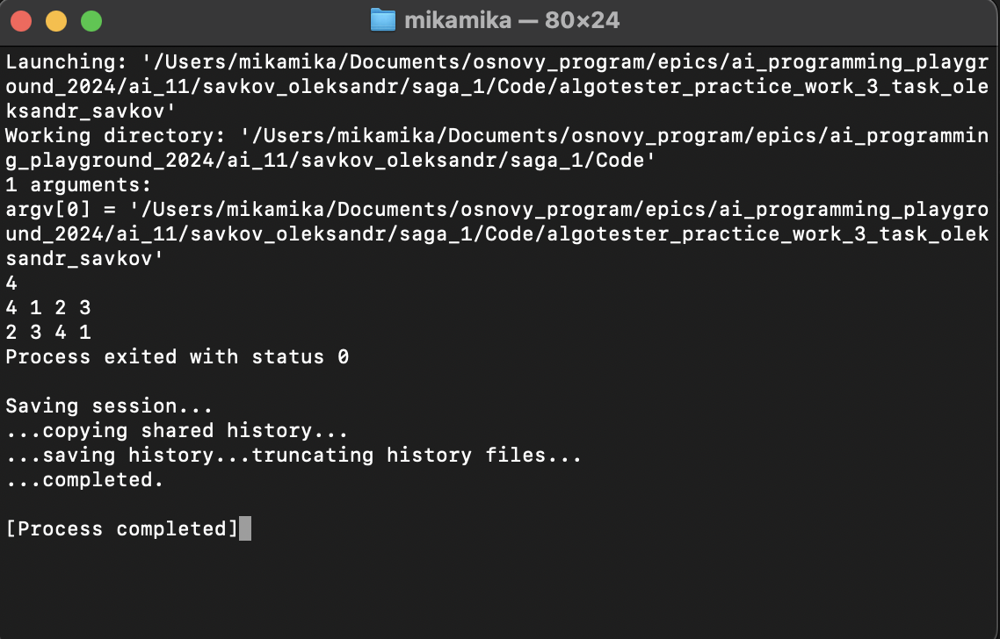 mikamika — 80×24
Launching: '/Users/mikamika/Documents/osnovy_program/epics/ai_programming_playgr
ound_2024/ai_11/savkov_oleksandr/saga_1/Code/algotester_practice_work_3_task_ole
ksandr_savkov'
Working directory: '/Users/mikamika/Documents/osnovy_program/epics/ai_programmin
g_playground_2024/ai_11/savkov_oleksandr/saga_1/Code'
1 arguments:
argv[0] = '/Users/mikamika/Documents/osnovy_program/epics/ai_programming_playgro
und_2024/ai_11/savkov_oleksandr/saga_1/Code/algotester_practice_work_3_task_olek
sandr_savkov'
4
4 1 2 3
2 3 4 1
Process exited with status 0
Saving session...
...copying shared history...
...saving history...truncating history files...
...completed.
[Process completed]